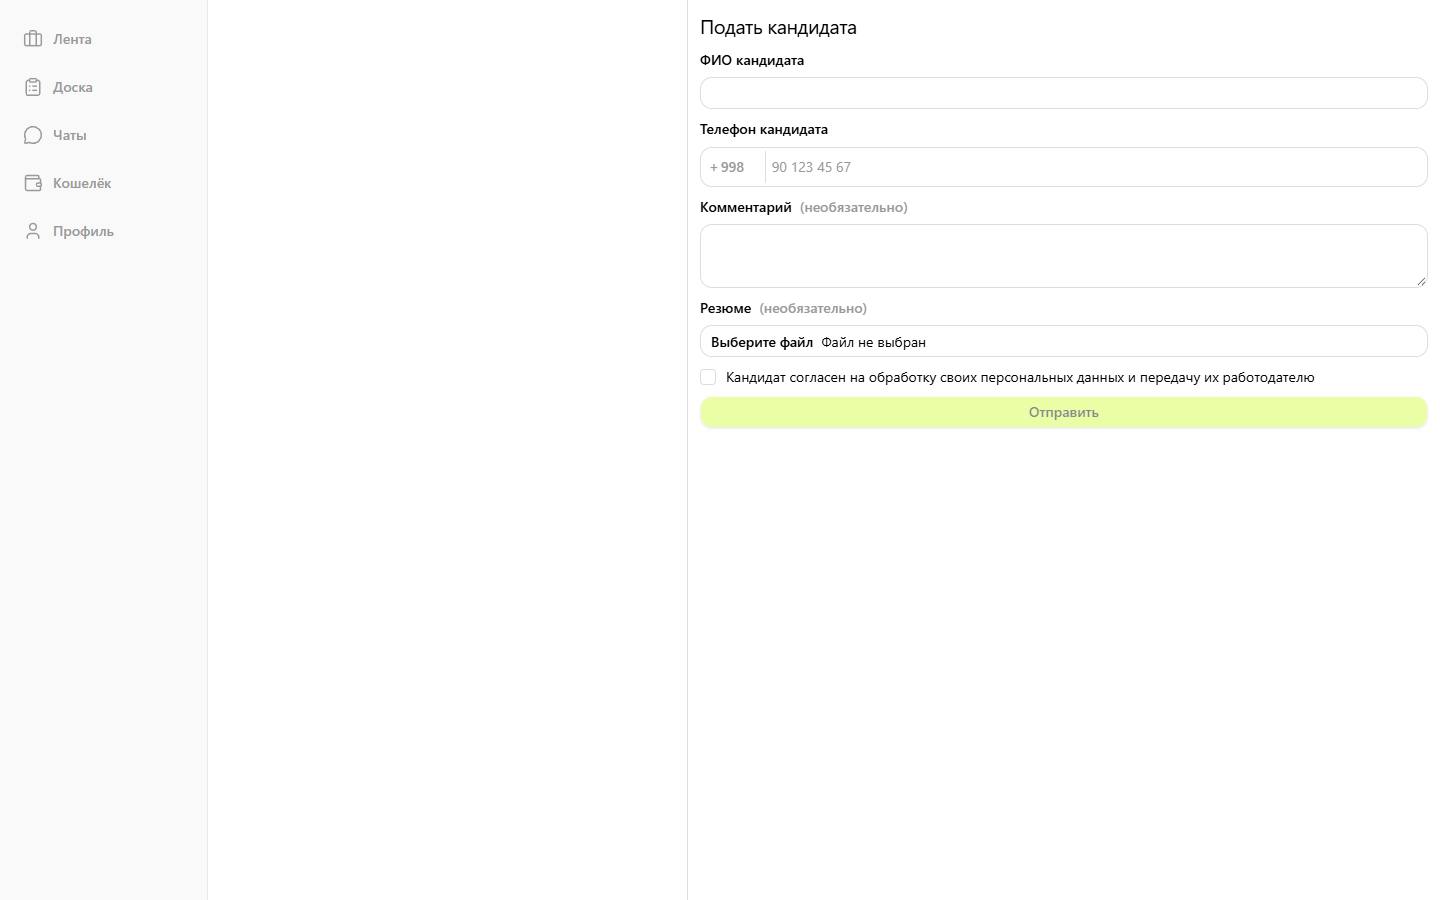 Лента
Доска
Чаты
Кошелёк
Профиль
Подать кандидата
ФИО кандидата
Телефон кандидата
+ 998 90 123 45 67
Комментарий (необязательно)
Резюме (необязательно)
Выберите файл Файл не выбран
Кандидат согласен на обработку своих персональных данных и передачу их работодателю
Отправить